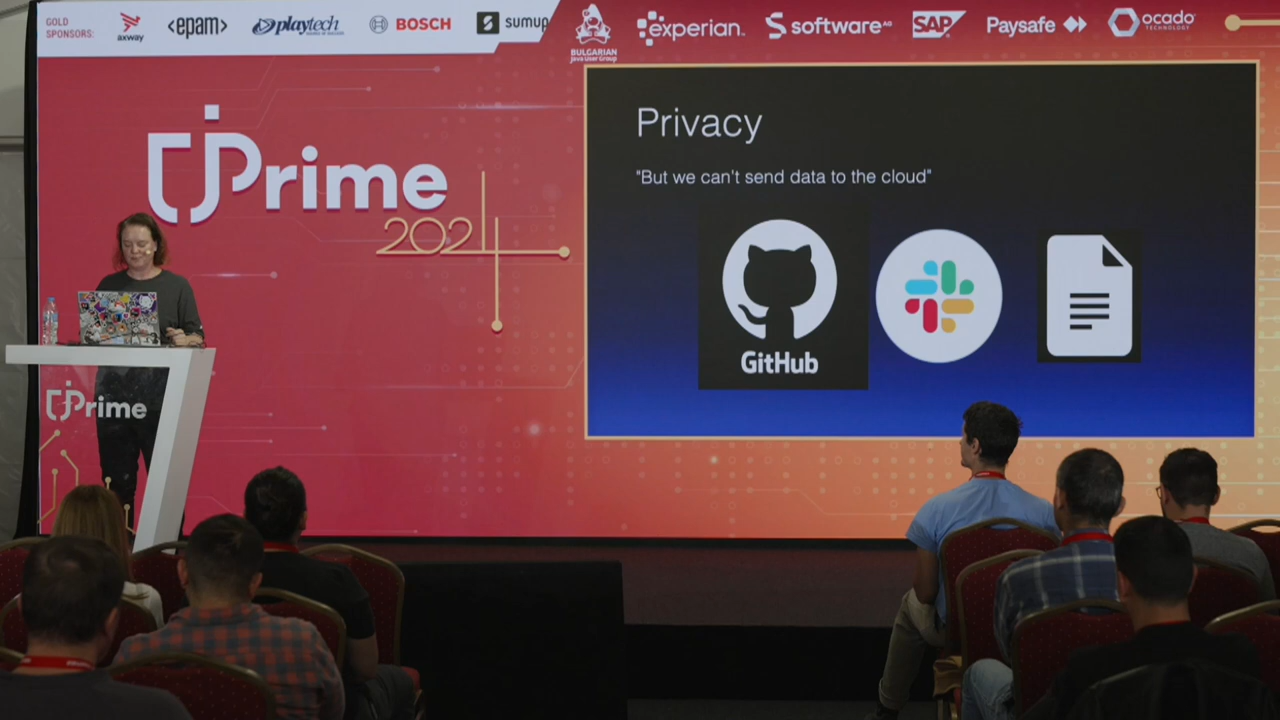 GOLD
SPONSORS:
axway
<epam>
playtech
BOSCH
sumup
BULGARIAN
Java User Group
experian
software AG
SAP
Paysafe
ocado
TECHNOLOGY
jPrime
2024
Privacy
"But we can't send data to the cloud"
GitHub
jPrime